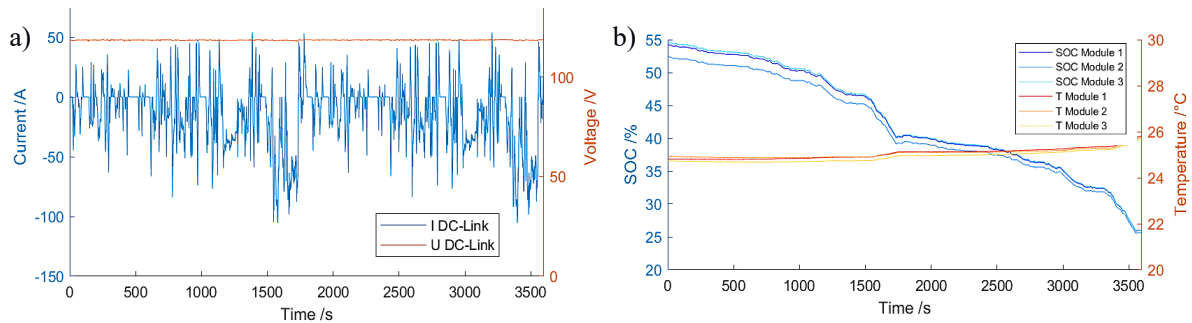 a)
50
0
-50
-100
-150
Current /A
100
50
0
Voltage /V
I DC-Link
U DC-Link
0 500 1000 1500 2000 2500 3000 3500
Time /s
b)
55
50
45
40
35
30
25
20
SOC /%
30
28
26
24
22
20
Temperature /°C
SOC Module 1
SOC Module 2
SOC Module 3
T Module 1
T Module 2
T Module 3
0 500 1000 1500 2000 2500 3000 3500
Time /s